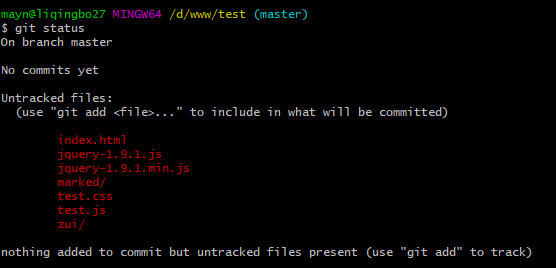 mayn@liqingbo27 MINGW64 /d/www/test (master)
$ git status
On branch master
No commits yet
Untracked files:
(use "git add <file>..." to include in what will be committed)
index.html
jquery-1.9.1.js
jquery-1.9.1.min.js
marked/
test.css
test.js
zui/
nothing added to commit but untracked files present (use "git add" to track)